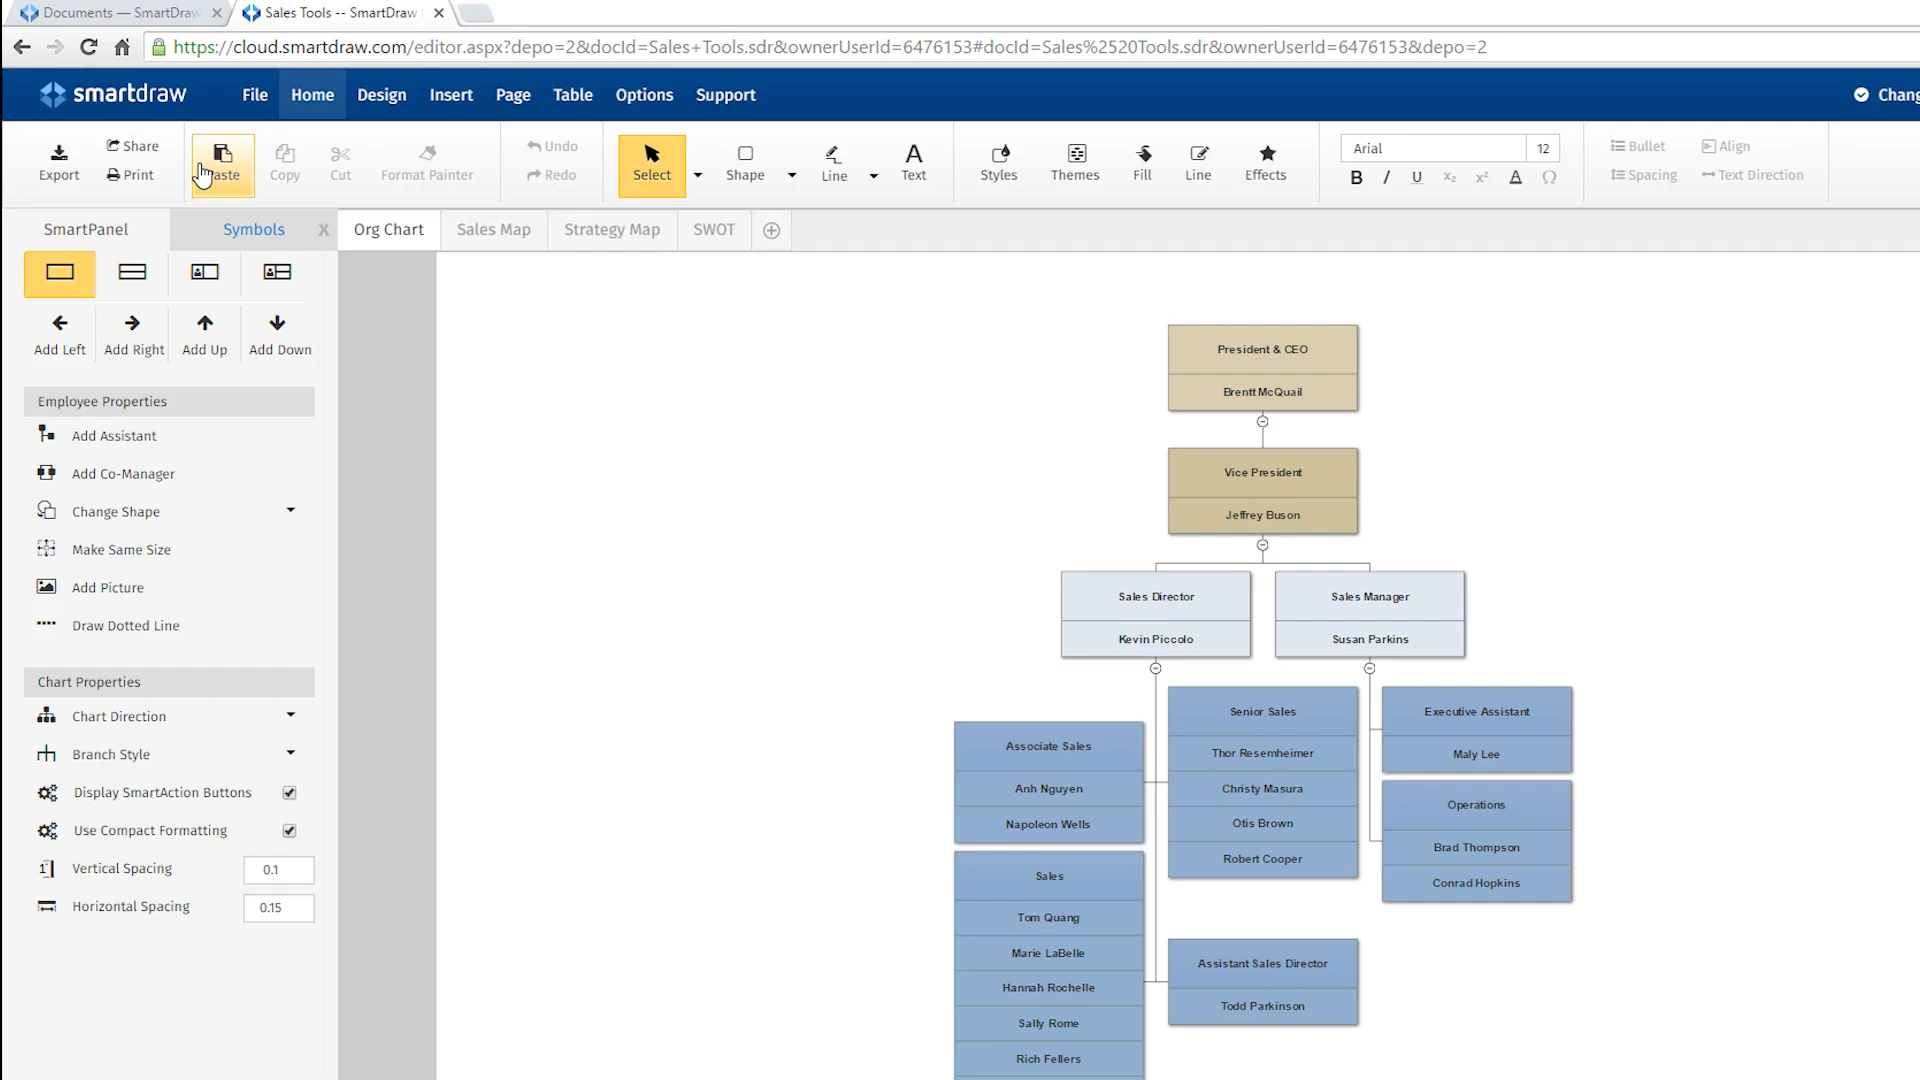 Documents — SmartDraw
Sales Tools -- SmartDraw
https://cloud.smartdraw.com/editor.aspx?depo=2&docId=Sales+Tools.sdr&ownerUserId=6476153#docId=Sales%2520Tools.sdr&ownerUserId=6476153&depo=2
smartdraw File Home Design Insert Page Table Options Support
Export Share Print Copy Cut Format Painter Undo Redo Select Shape Line Text Styles Themes Fill Line Effects Arial 12 B I U x₂ x² A Ω Bullet Align Spacing Text Direction
SmartPanel Symbols X Org Chart Sales Map Strategy Map SWOT
Add Left Add Right Add Up Add Down
Employee Properties
Add Assistant
Add Co-Manager
Change Shape
Make Same Size
Add Picture
Draw Dotted Line
Chart Properties
Chart Direction
Branch Style
Display SmartAction Buttons
Use Compact Formatting
Vertical Spacing 0.1
Horizontal Spacing 0.15
President & CEO
Brentt McQuail
Vice President
Jeffrey Buson
Sales Director
Kevin Piccolo
Sales Manager
Susan Parkins
Associate Sales
Anh Nguyen
Napoleon Wells
Sales
Tom Quang
Marie LaBelle
Hannah Rochelle
Sally Rome
Rich Fellers
Senior Sales
Thor Resemheimer
Christy Masura
Otis Brown
Robert Cooper
Assistant Sales Director
Todd Parkinson
Executive Assistant
Maly Lee
Operations
Brad Thompson
Conrad Hopkins